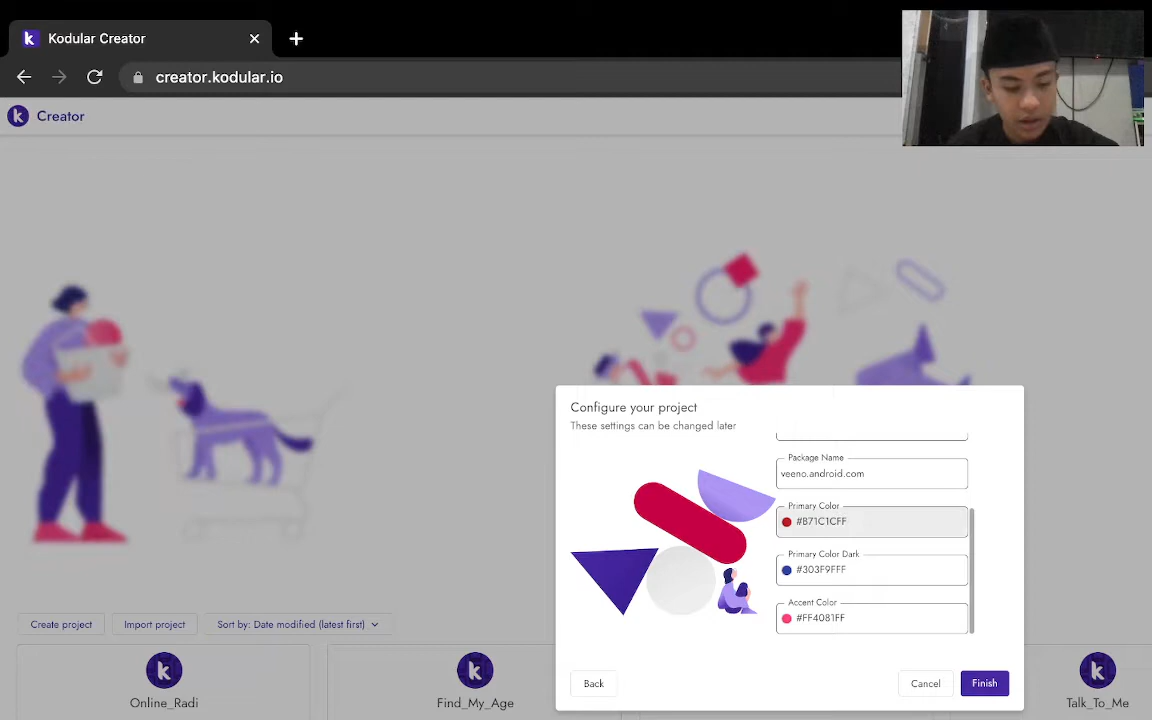 Kodular Creator
creator.kodular.io
Creator
Configure your project
These settings can be changed later
Package Name
veeno.android.com
Primary Color
#B71C1CFF
Primary Color Dark
#303F9FFF
Accent Color
#FF4081FF
Back
Cancel
Finish
Create project
Import project
Sort by: Date modified (latest first)
Online_Radi
Find_My_Age
Talk_To_Me